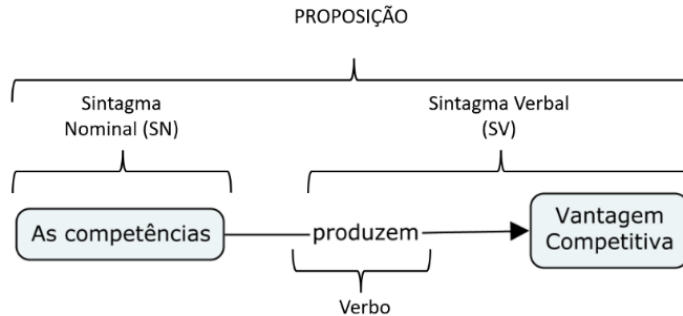 PROPOSIÇÃO
Sintagma
Nominal (SN)
Sintagma Verbal
(SV)
As competências
produzem
Vantagem
Competitiva
Verbo